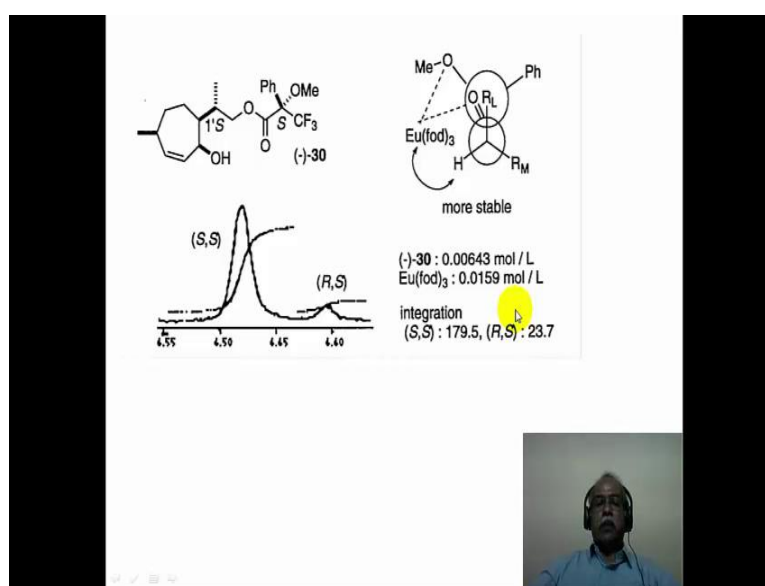 Ph
OMe
O
1'S
S
CF₃
O
OH
(-)-30
Me
O
Ph
O
R_L
Eu(fod)₃
H
R_M
more stable
(S,S)
(R,S)
4.55 4.50 4.45 4.40
(-)-30 : 0.00643 mol / L
Eu(fod)₃ : 0.0159 mol / L
integration
(S,S) : 179.5, (R,S) : 23.7